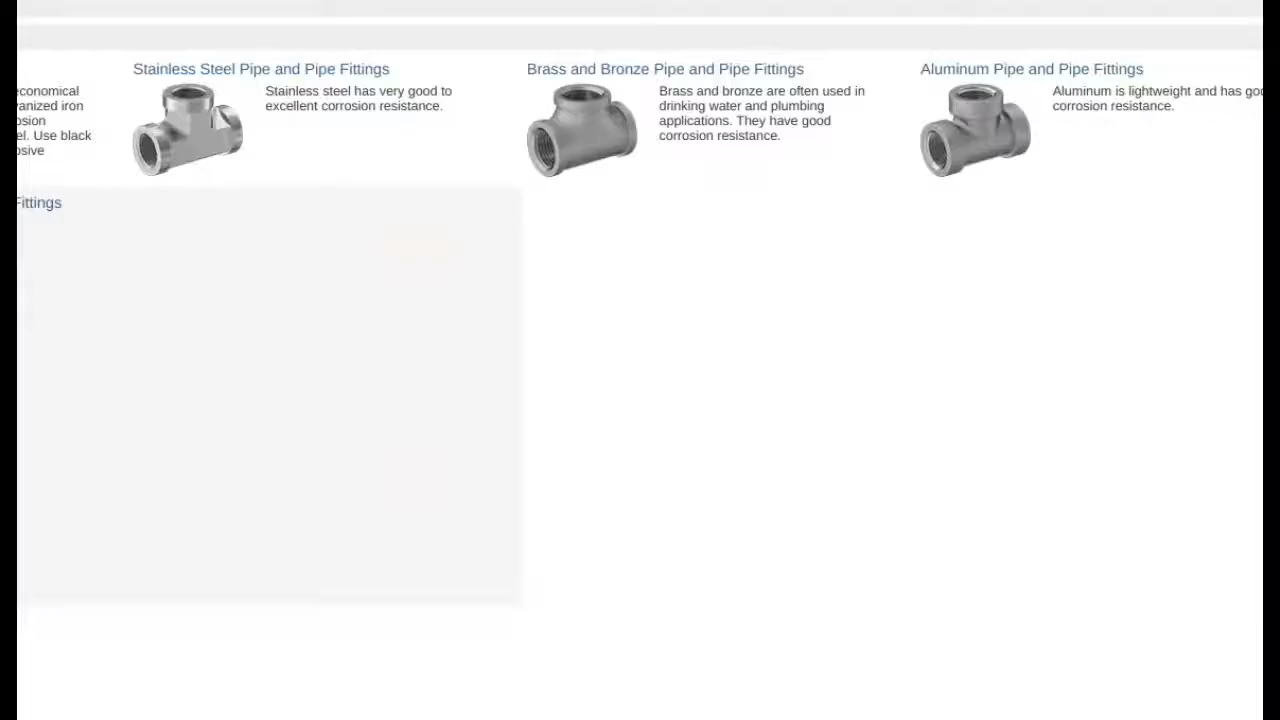 economical
vanized iron
osion
el. Use black
osive
Stainless Steel Pipe and Pipe Fittings
Stainless steel has very good to
excellent corrosion resistance.
Brass and Bronze Pipe and Pipe Fittings
Brass and bronze are often used in
drinking water and plumbing
applications. They have good
corrosion resistance.
Aluminum Pipe and Pipe Fittings
Aluminum is lightweight and has goo
corrosion resistance.
Fittings